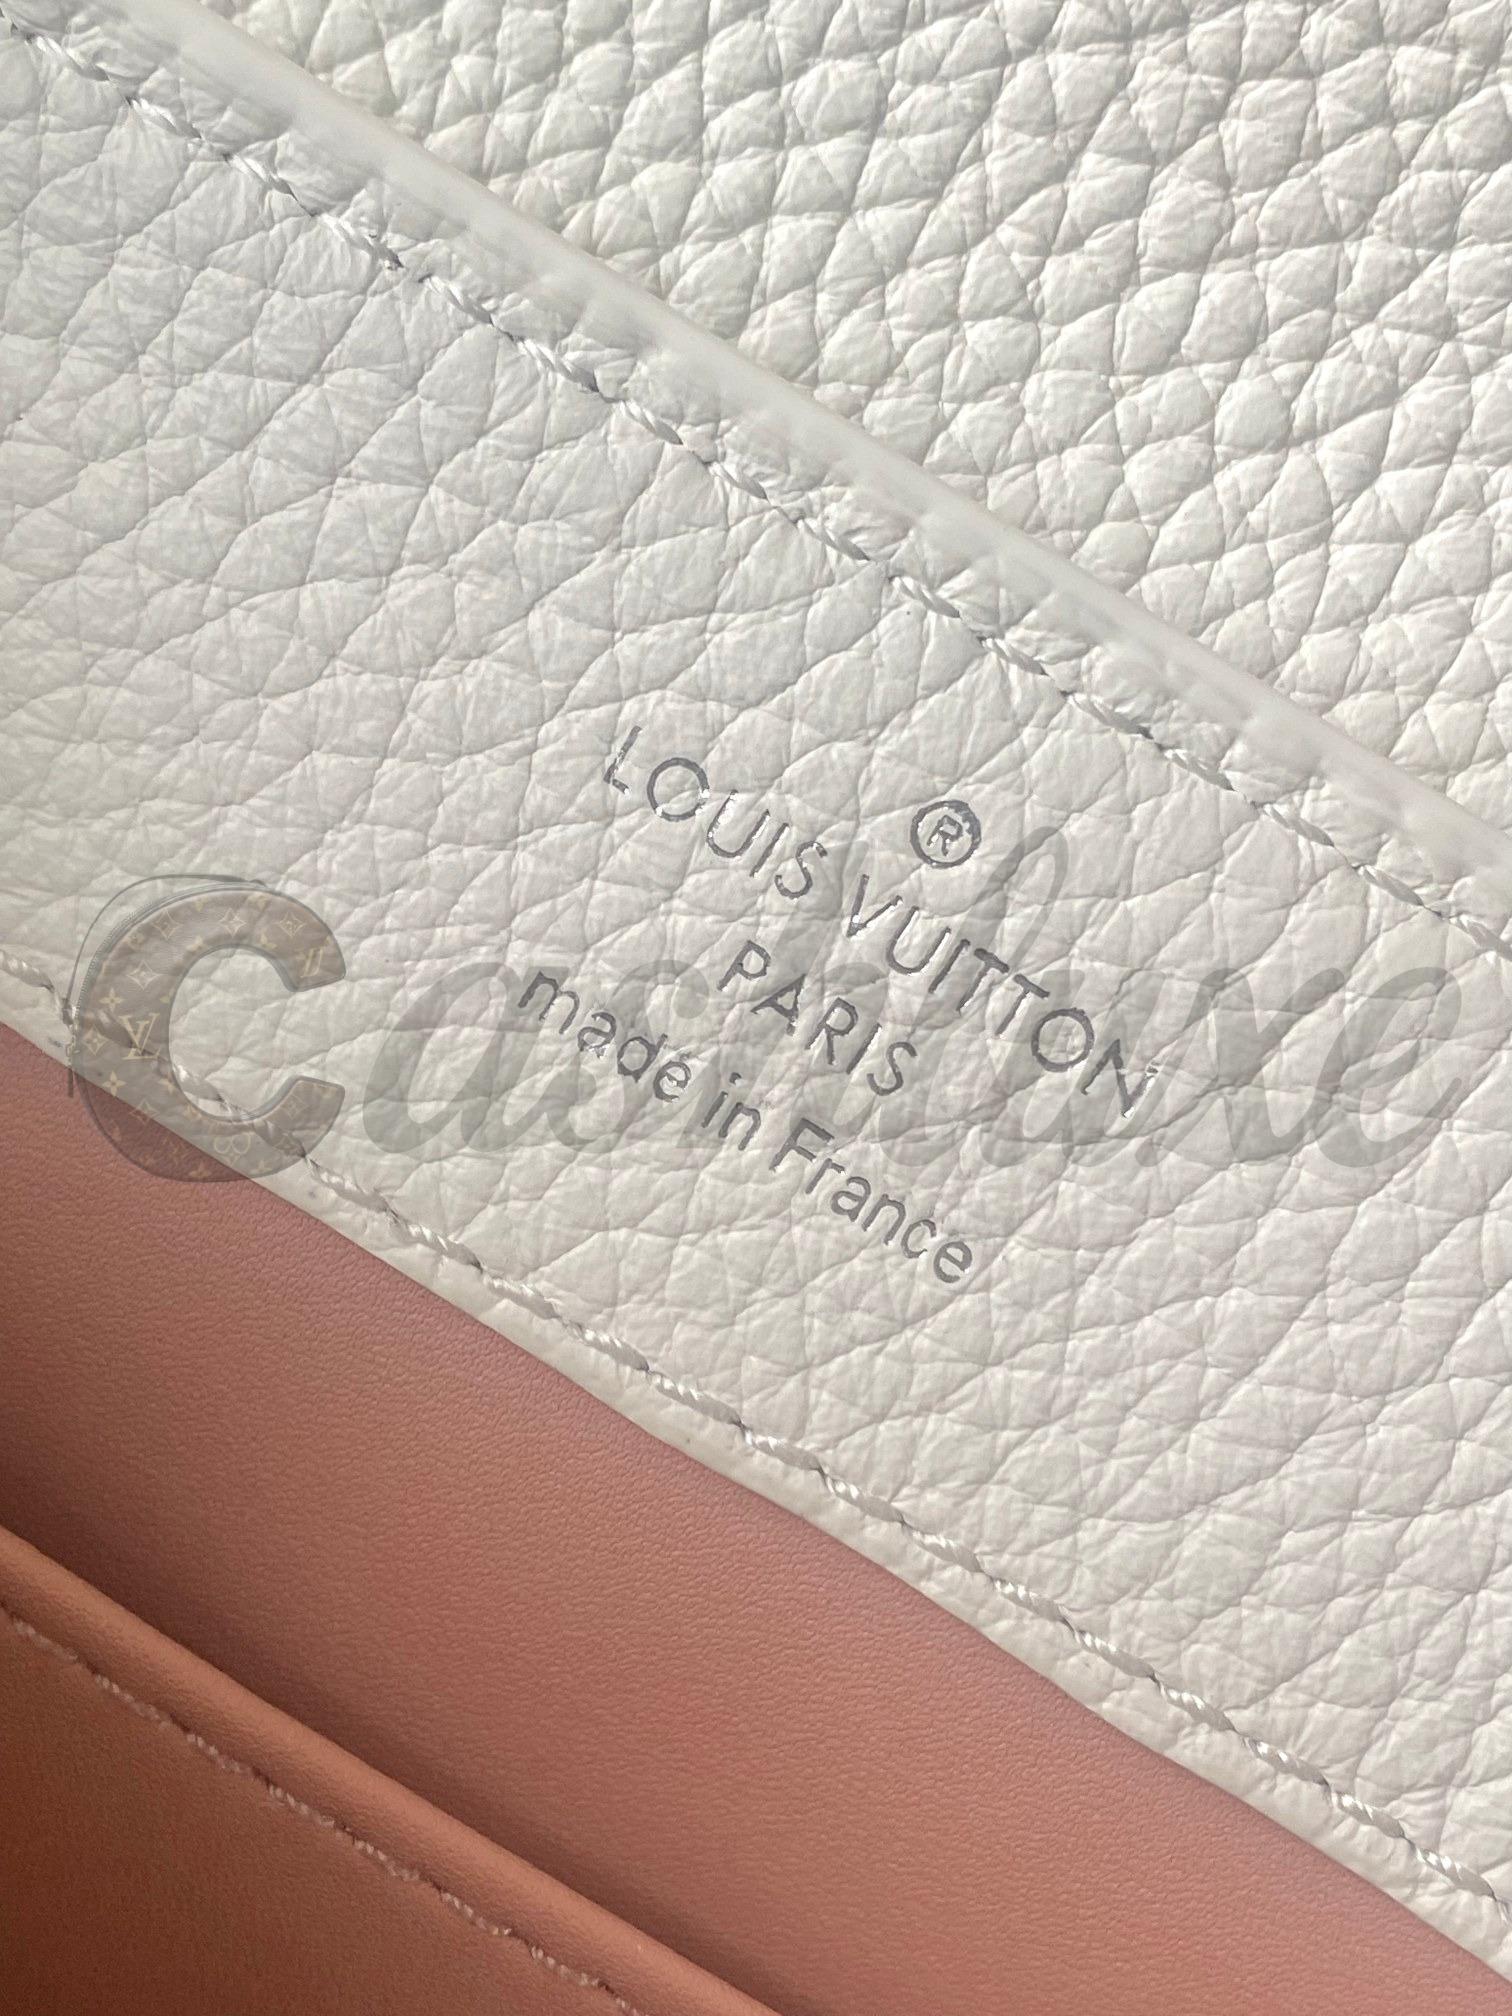 ®
LOUIS VUITTON
PARIS
made in France
Cashluxe